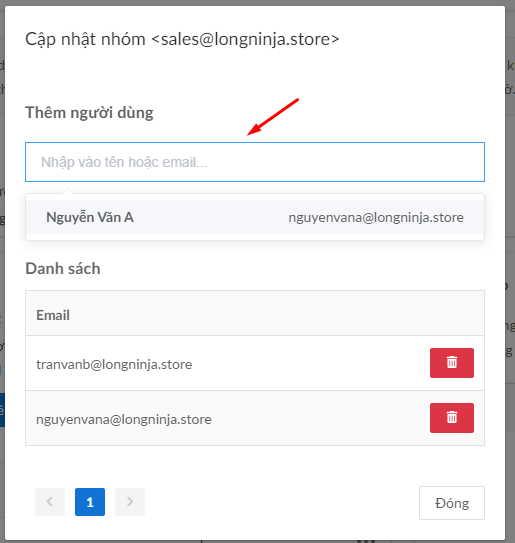 Cập nhật nhóm <sales@longninja.store>
Thêm người dùng
Nhập vào tên hoặc email...
Nguyễn Văn A nguyenvana@longninja.store
Danh sách
Email
tranvanb@longninja.store
nguyenvana@longninja.store
1
Đóng